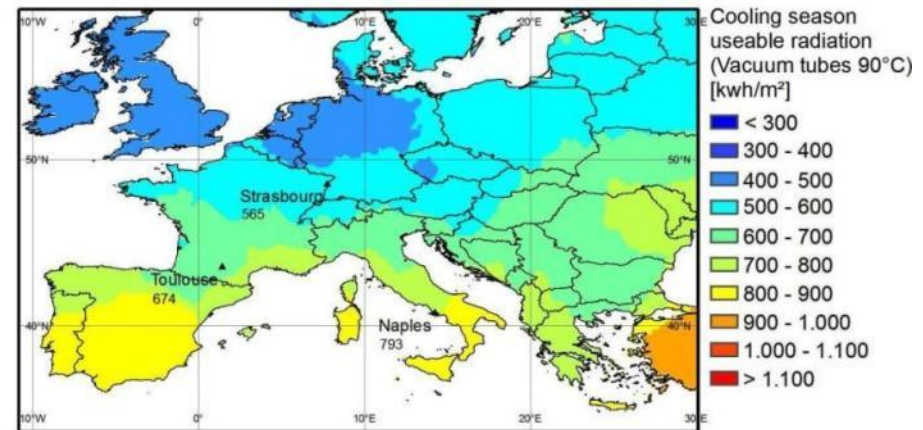 10°W 0° 10°E 20°E 30°E
Cooling season
useable radiation
(Vacuum tubes 90°C)
[kwh/m²]
< 300
300 - 400
400 - 500
500 - 600
600 - 700
700 - 800
800 - 900
900 - 1.000
1.000 - 1.100
> 1.100
50°N 50°N
Strasbourg
565
Toulouse
674
40°N 40°N
Naples
793
10°W 0° 10°E 20°E 30°E